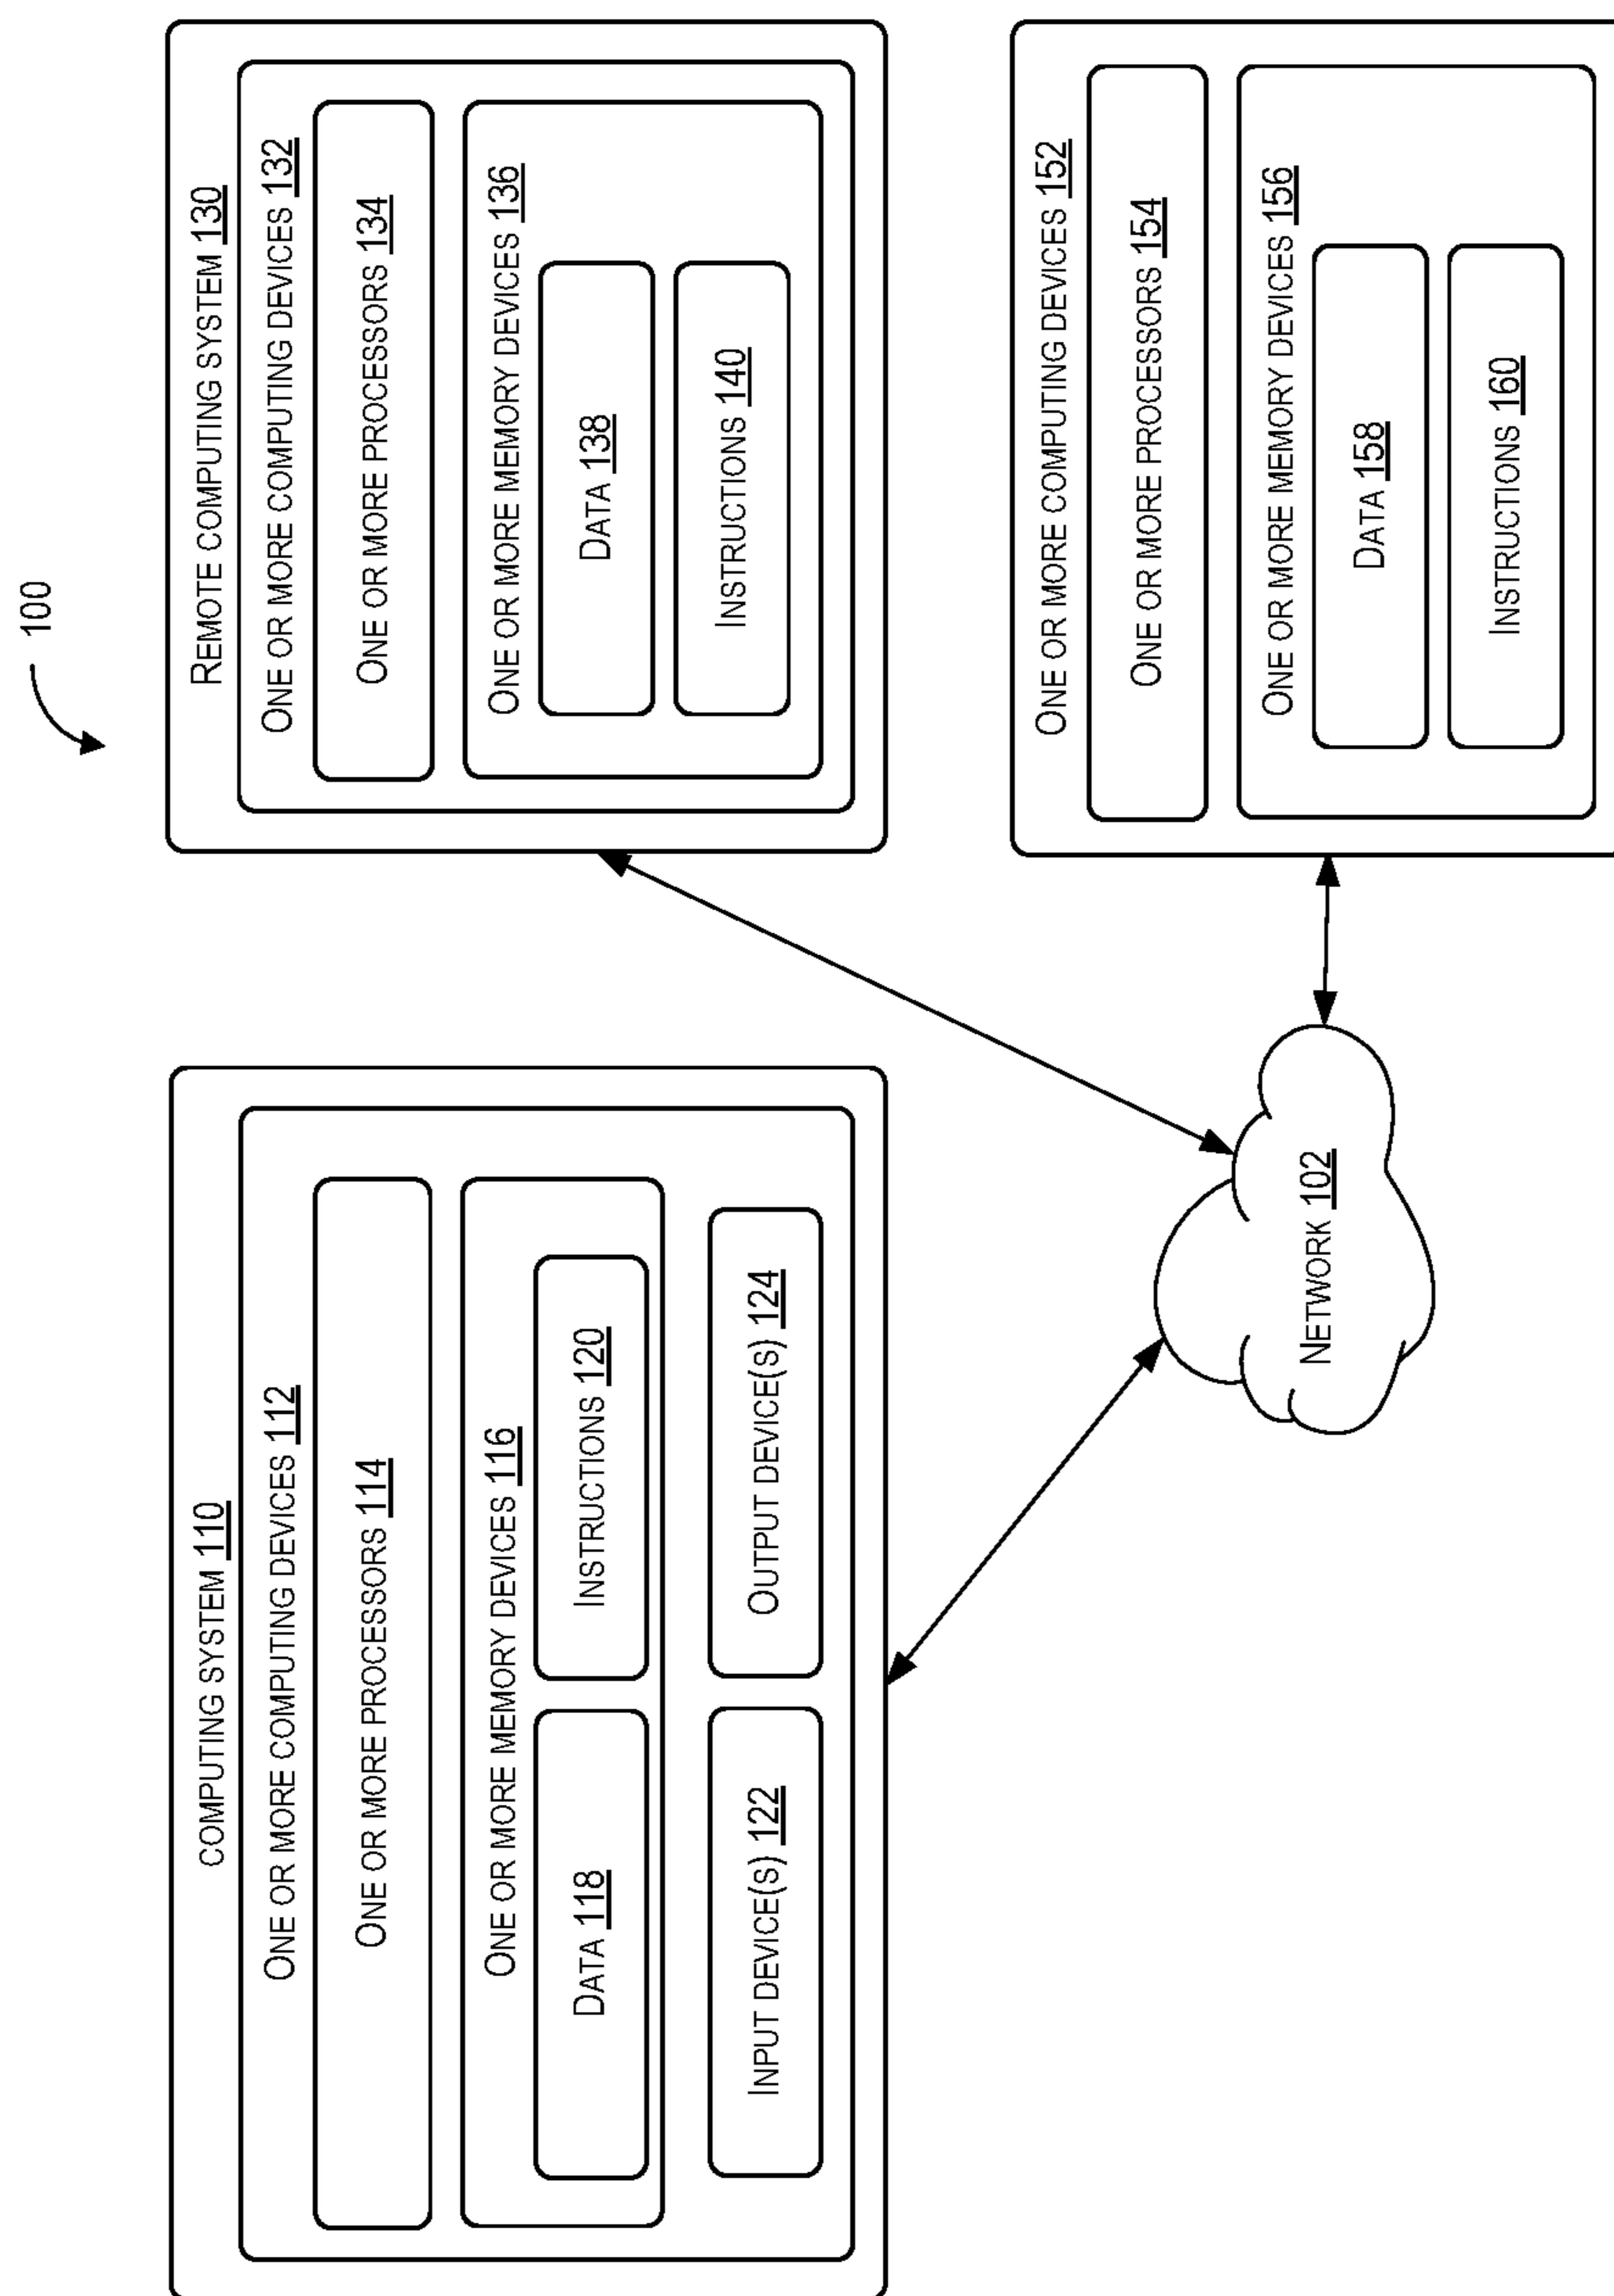 100
COMPUTING SYSTEM 110
ONE OR MORE COMPUTING DEVICES 112
ONE OR MORE PROCESSORS 114
ONE OR MORE MEMORY DEVICES 116
DATA 118
INSTRUCTIONS 120
INPUT DEVICE(S) 122
OUTPUT DEVICE(S) 124
REMOTE COMPUTING SYSTEM 130
ONE OR MORE COMPUTING DEVICES 132
ONE OR MORE PROCESSORS 134
ONE OR MORE MEMORY DEVICES 136
DATA 138
INSTRUCTIONS 140
NETWORK 102
ONE OR MORE COMPUTING DEVICES 152
ONE OR MORE PROCESSORS 154
ONE OR MORE MEMORY DEVICES 156
DATA 158
INSTRUCTIONS 160